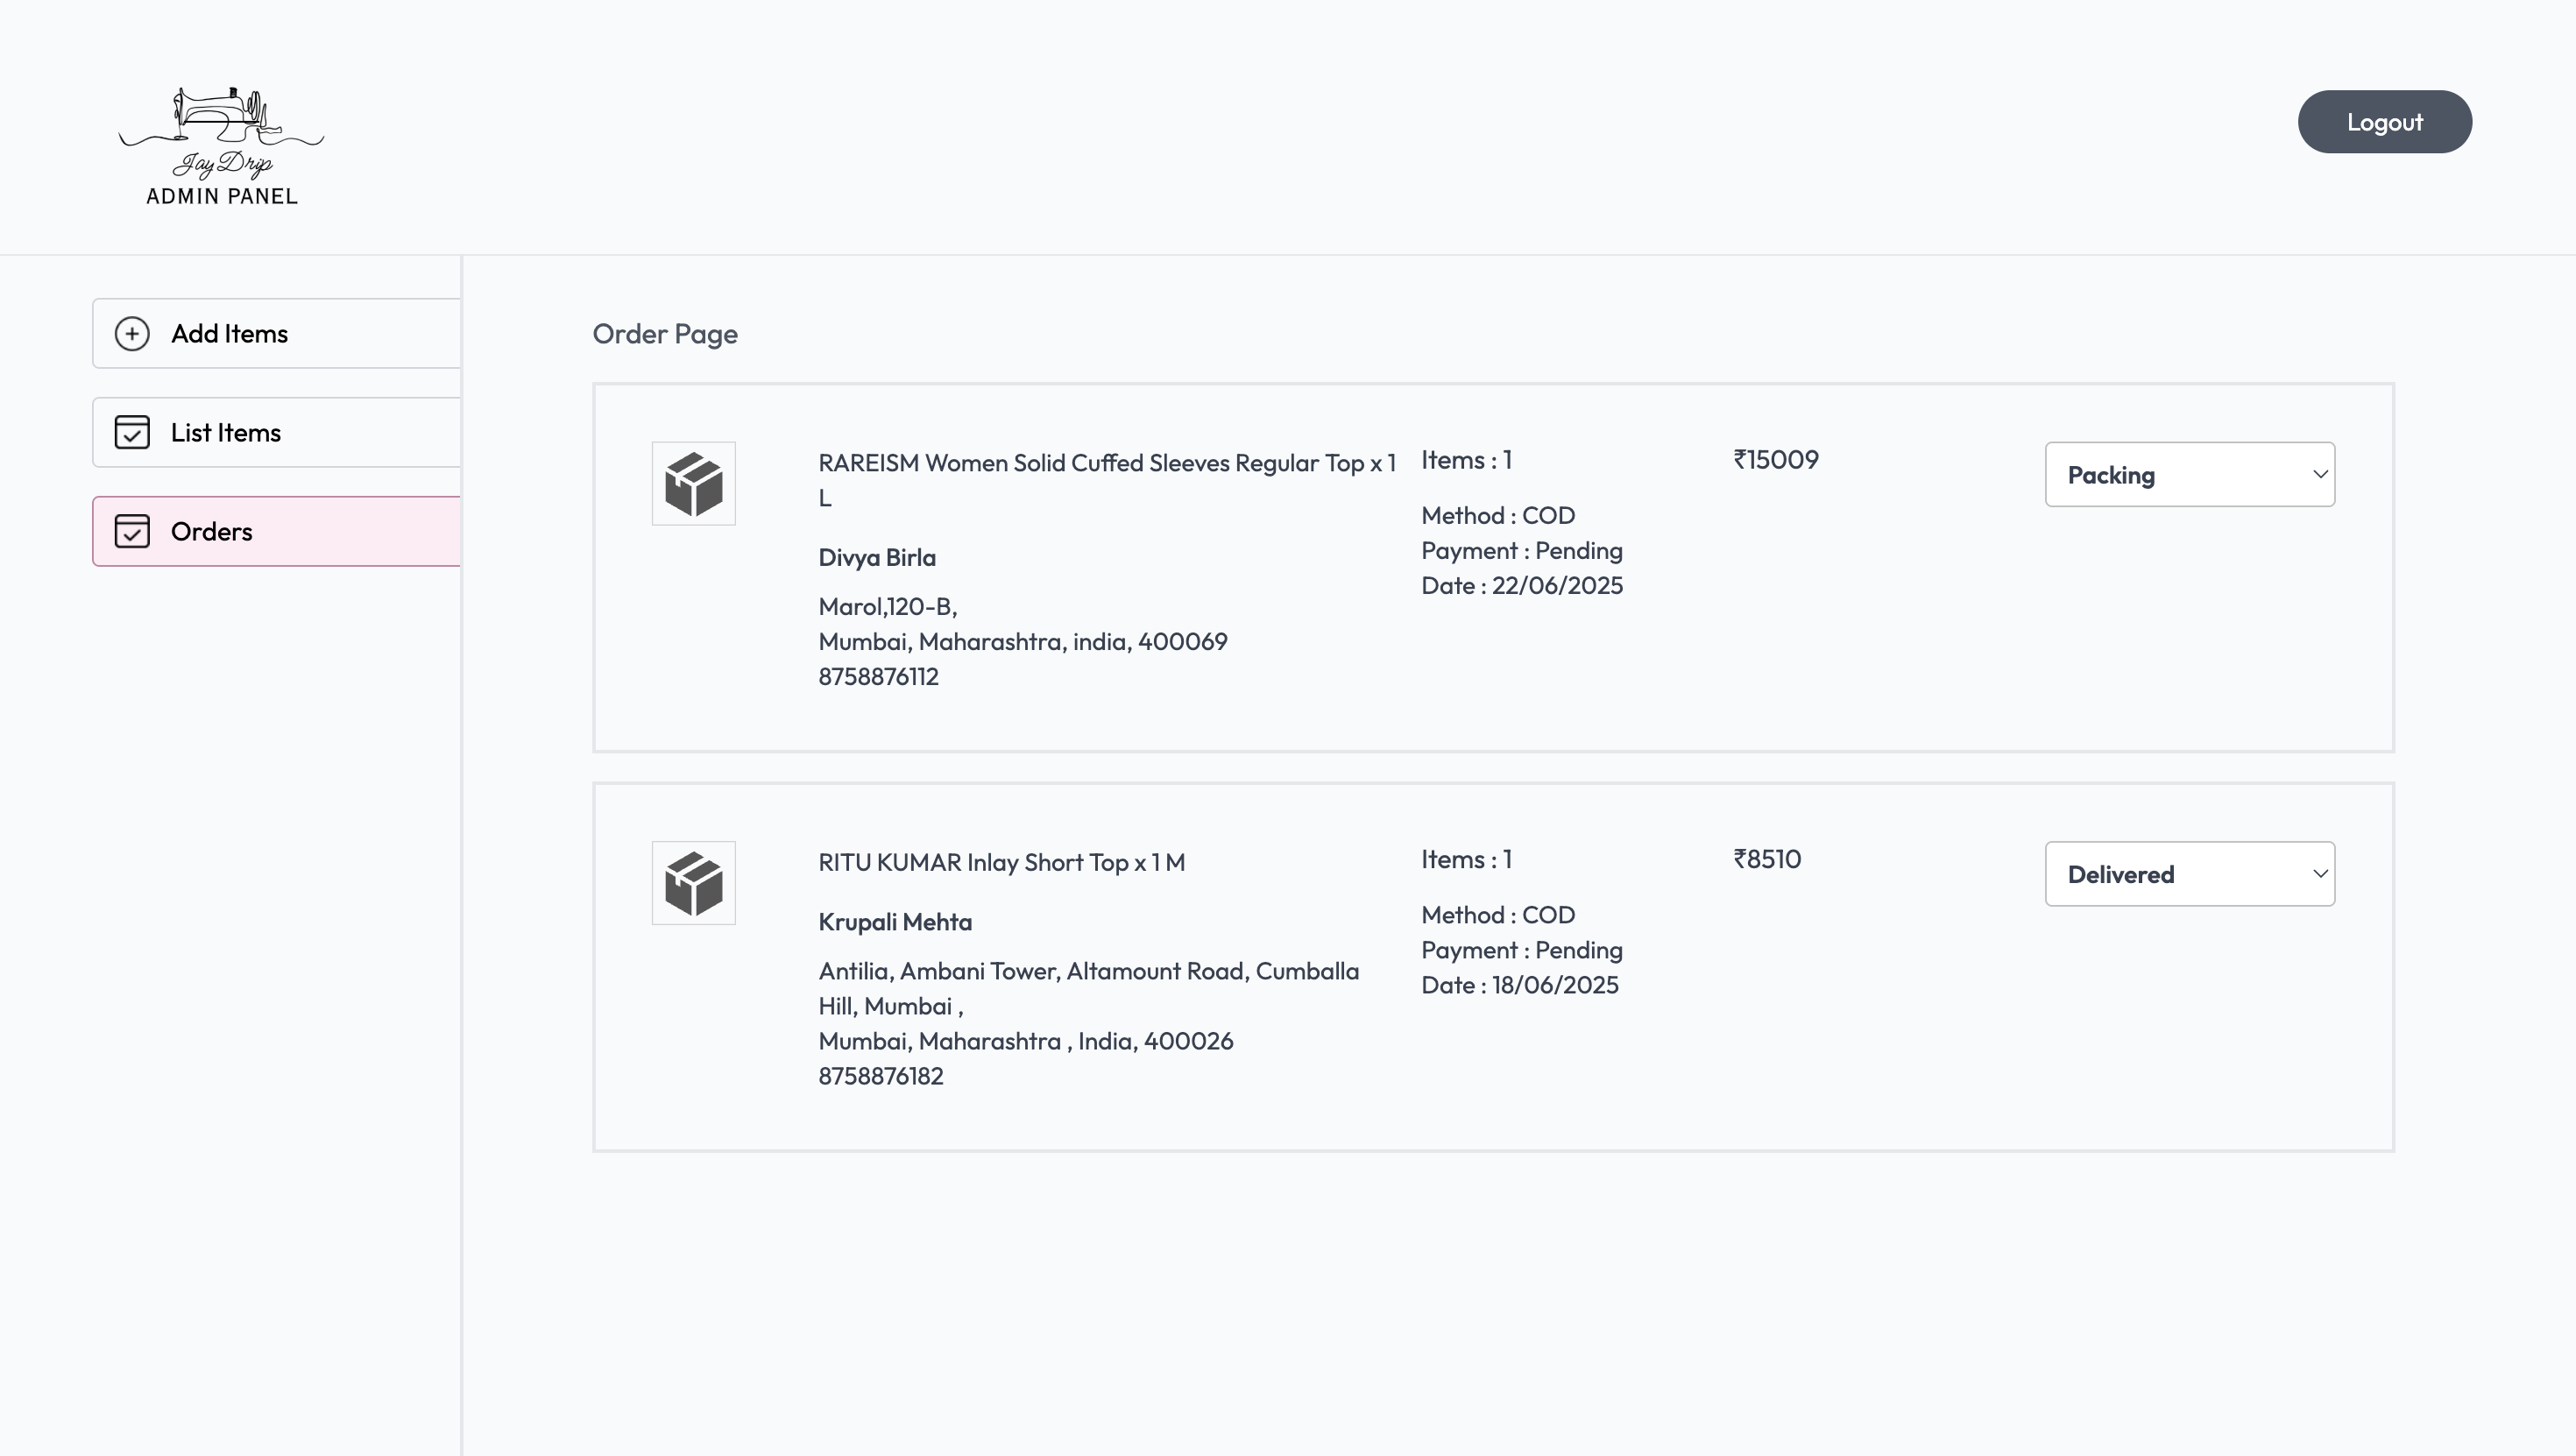 Jay Drip
ADMIN PANEL
Logout
Add Items
List Items
Orders
Order Page
RAREISM Women Solid Cuffed Sleeves Regular Top x 1
L
Divya Birla
Marol,120-B,
Mumbai, Maharashtra, india, 400069
8758876112
Items : 1
Method : COD
Payment : Pending
Date : 22/06/2025
₹15009
Packing
RITU KUMAR Inlay Short Top x 1 M
Krupali Mehta
Antilia, Ambani Tower, Altamount Road, Cumballa
Hill, Mumbai ,
Mumbai, Maharashtra , India, 400026
8758876182
Items : 1
Method : COD
Payment : Pending
Date : 18/06/2025
₹8510
Delivered